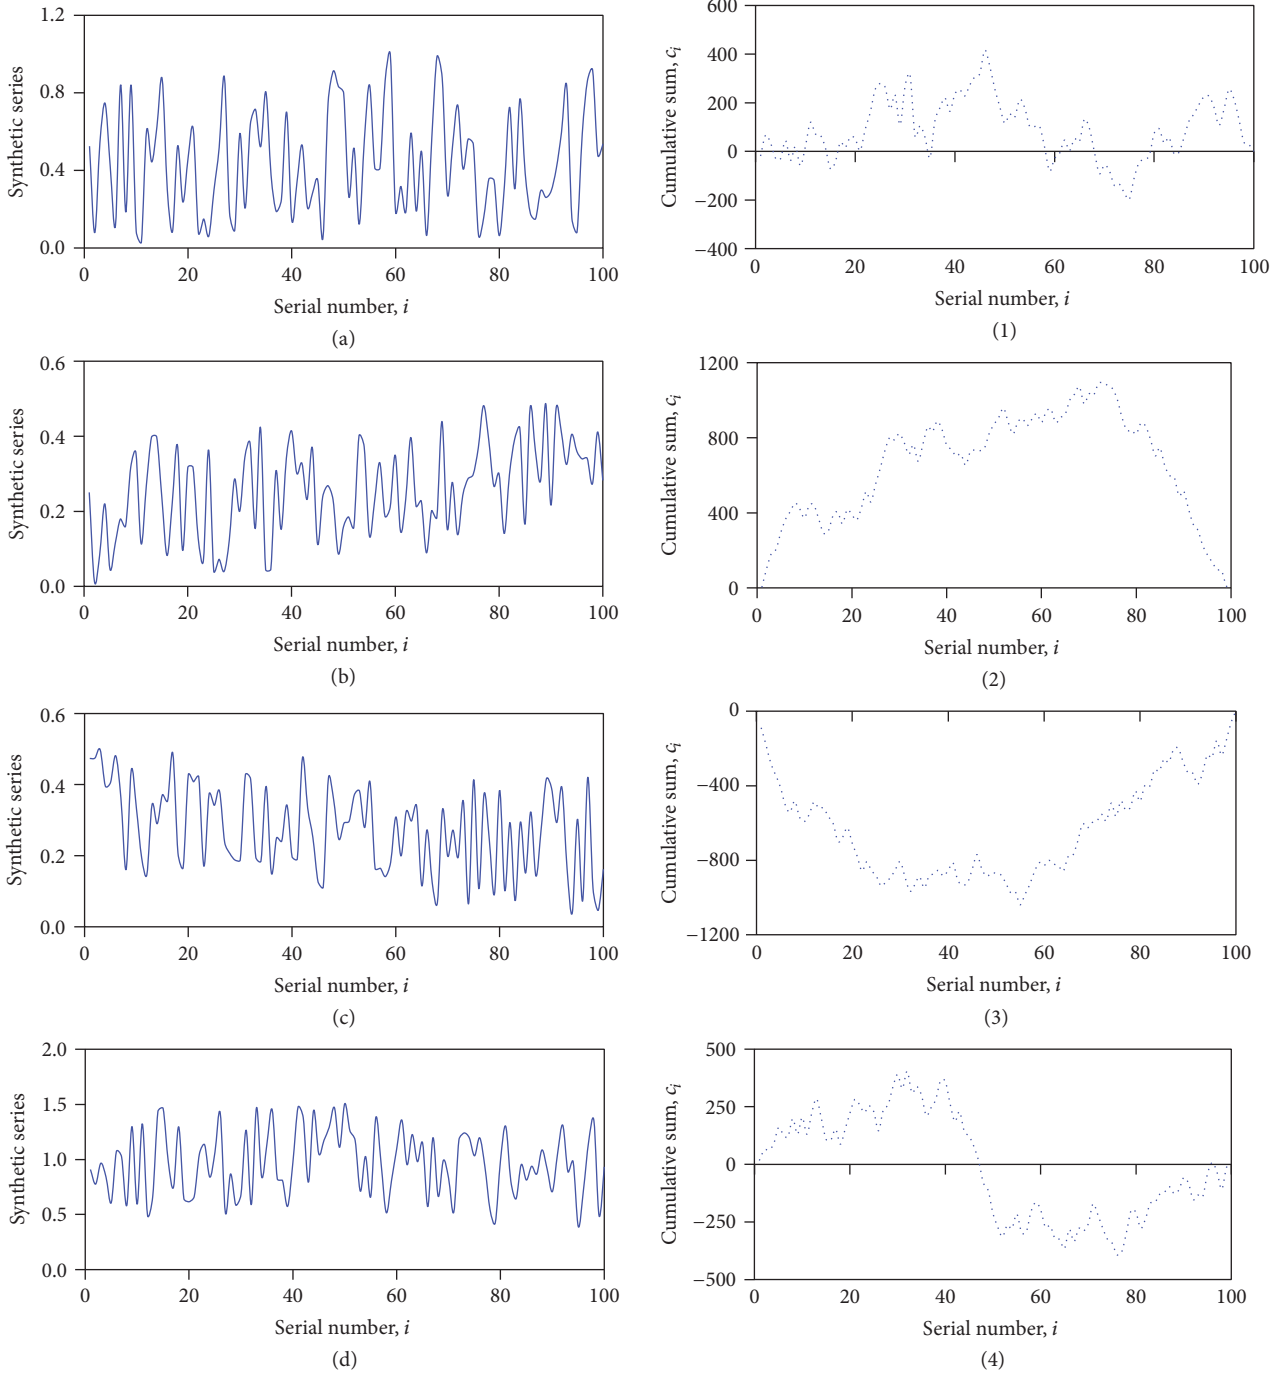 1.2
0.8
0.4
0.0
Synthetic series
0 20 40 60 80 100
Serial number, i
(a)
600
400
200
0
−200
−400
Cumulative sum, ci
0 20 40 60 80 100
Serial number, i
(1)
0.6
0.4
0.2
0.0
Synthetic series
0 20 40 60 80 100
Serial number, i
(b)
1200
800
400
0
Cumulative sum, ci
0 20 40 60 80 100
Serial number, i
(2)
0.6
0.4
0.2
0.0
Synthetic series
0 20 40 60 80 100
Serial number, i
(c)
0
−400
−800
−1200
Cumulative sum, ci
0 20 40 60 80 100
Serial number, i
(3)
2.0
1.5
1.0
0.5
0.0
Synthetic series
0 20 40 60 80 100
Serial number, i
(d)
500
250
0
−250
−500
Cumulative sum, ci
0 20 40 60 80 100
Serial number, i
(4)